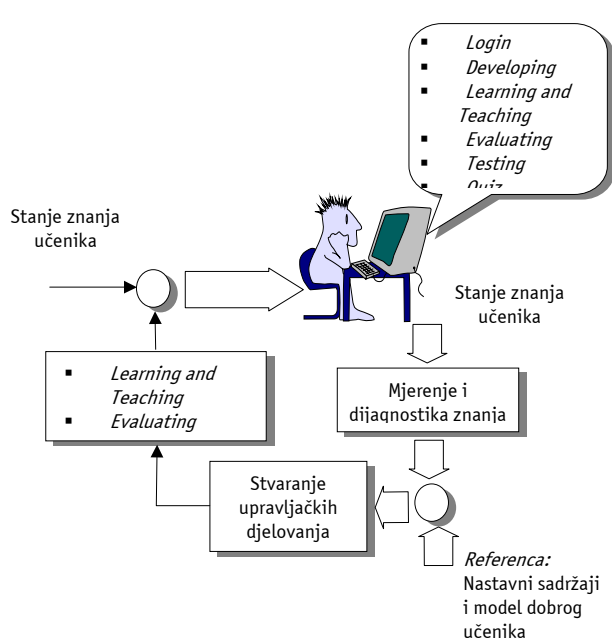 ▪ Login
▪ Developing
▪ Learning and
Teaching
▪ Evaluating
▪ Testing
▪ Quiz
Stanje znanja
učenika
Stanje znanja
učenika
▪ Learning and
Teaching
▪ Evaluating
Mjerenje i
dijagnostika znanja
Stvaranje
upravljačkih
djelovanja
Referenca:
Nastavni sadržaji
i model dobrog
učenika